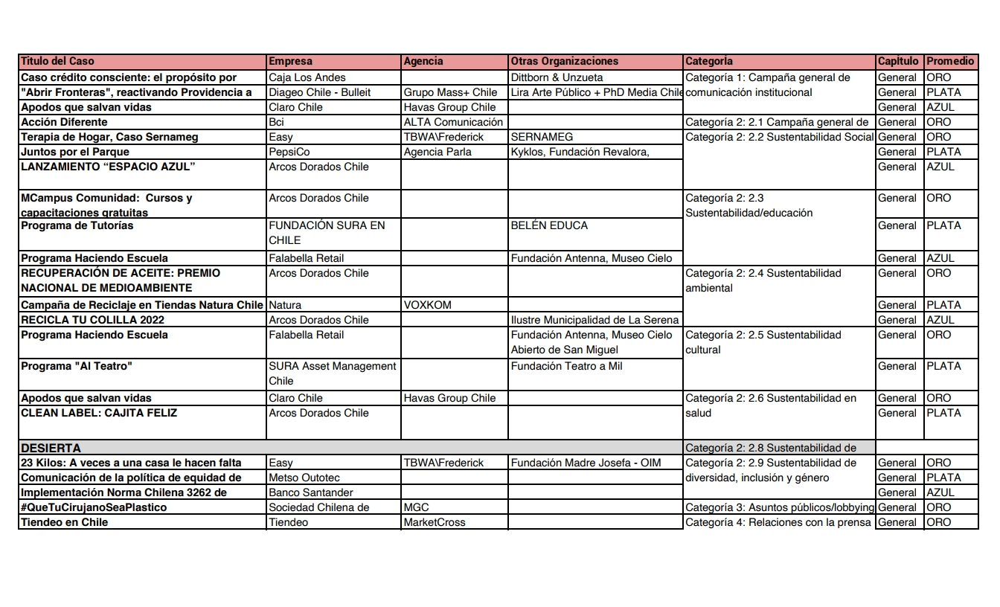 Titulo del Caso Empresa Agencia Otras Organizaciones Categoría Capítulo Promedio
Caso crédito consciente: el propósito por Caja Los Andes Dittborn & Unzueta Categoría 1: Campaña general de General ORO
"Abrir Fronteras", reactivando Providencia a Diageo Chile - Bulleit Grupo Mass+ Chile Lira Arte Público + PhD Media Chile comunicación institucional General PLATA
Apodos que salvan vidas Claro Chile Havas Group Chile General AZUL
Acción Diferente Bci ALTA Comunicación Categoría 2: 2.1 Campaña general de General ORO
Terapia de Hogar, Caso Sernameg Easy TBWA\Frederick SERNAMEG Categoría 2: 2.2 Sustentabilidad Social General ORO
Juntos por el Parque PepsiCo Agencia Parla Kyklos, Fundación Revalora, General PLATA
LANZAMIENTO “ESPACIO AZUL” Arcos Dorados Chile General AZUL
MCampus Comunidad: Cursos y Arcos Dorados Chile Categoría 2: 2.3 General ORO
capacitaciones gratuitas Sustentabilidad/educación
Programa de Tutorías FUNDACIÓN SURA EN BELÉN EDUCA General PLATA
CHILE
Programa Haciendo Escuela Falabella Retail Fundación Antenna, Museo Cielo General AZUL
RECUPERACIÓN DE ACEITE: PREMIO Arcos Dorados Chile Categoría 2: 2.4 Sustentabilidad General ORO
NACIONAL DE MEDIOAMBIENTE ambiental
Campaña de Reciclaje en Tiendas Natura Chile Natura VOXKOM General PLATA
RECICLA TU COLILLA 2022 Arcos Dorados Chile Ilustre Municipalidad de La Serena General AZUL
Programa Haciendo Escuela Falabella Retail Fundación Antenna, Museo Cielo Categoría 2: 2.5 Sustentabilidad General ORO
Abierto de San Miguel cultural
Programa "Al Teatro" SURA Asset Management Fundación Teatro a Mil General PLATA
Chile
Apodos que salvan vidas Claro Chile Havas Group Chile Categoría 2: 2.6 Sustentabilidad en General ORO
CLEAN LABEL: CAJITA FELIZ Arcos Dorados Chile salud General PLATA
DESIERTA Categoría 2: 2.8 Sustentabilidad de
23 Kilos: A veces a una casa le hacen falta Easy TBWA\Frederick Fundación Madre Josefa - OIM Categoría 2: 2.9 Sustentabilidad de General ORO
Comunicación de la política de equidad de Metso Outotec diversidad, inclusión y género General PLATA
Implementación Norma Chilena 3262 de Banco Santander General AZUL
#QueTuCirujanoSeaPlastico Sociedad Chilena de MGC Categoría 3: Asuntos públicos/lobbying General ORO
Tiendeo en Chile Tiendeo MarketCross Categoría 4: Relaciones con la prensa General ORO